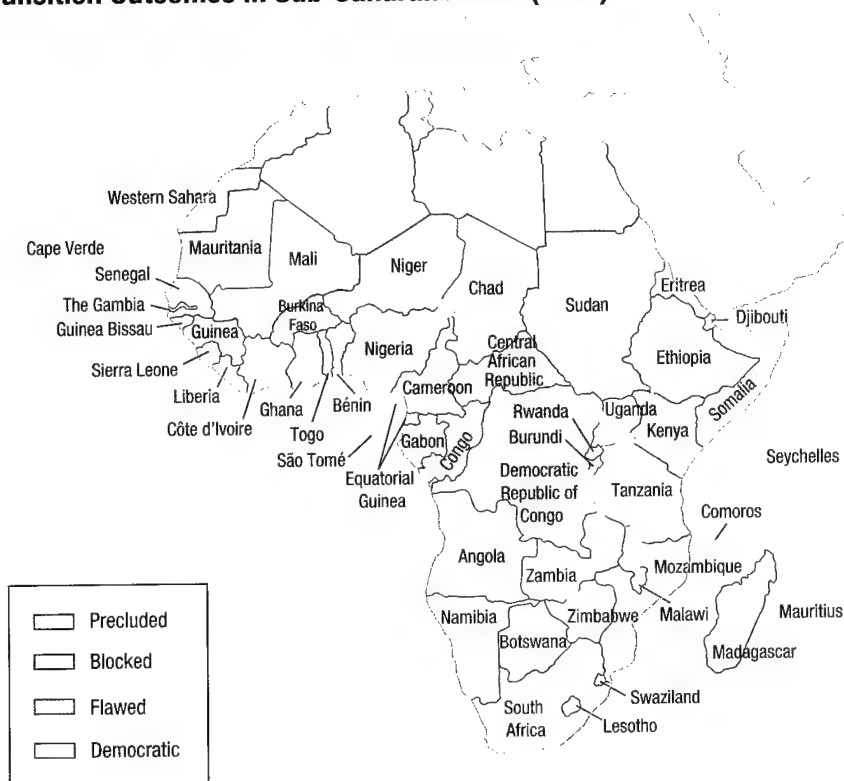 Western Sahara
Cape Verde
Mauritania
Mali
Niger
Chad
Sudan
Eritrea
Senegal
The Gambia
Guinea Bissau
Guinea
Burkina
Faso
Djibouti
Nigeria
Central
African
Republic
Ethiopia
Sierra Leone
Liberia
Côte d'Ivoire
Ghana
Togo
Bénin
São Tomé
Cameroon
Equatorial
Guinea
Gabon
Congo
Rwanda
Burundi
Uganda
Kenya
Somalia
Democratic
Republic of
Congo
Tanzania
Seychelles
Comoros
Angola
Zambia
Mozambique
Malawi
Namibia
Zimbabwe
Botswana
Mauritius
Madagascar
Swaziland
South
Africa
Lesotho
Precluded
Blocked
Flawed
Democratic